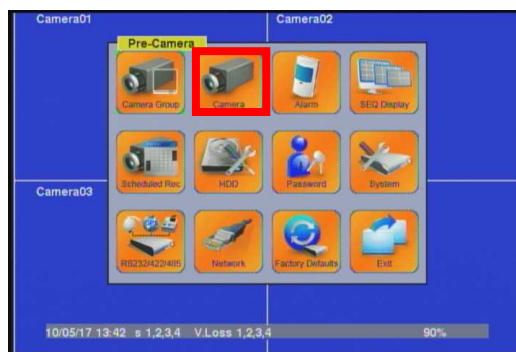 Camera01 Camera02
Pre-Camera
Camera Group Camera Alarm SEQ Display
Scheduled Rec HDD Password System
Camera03
RS232/422/485 Network Factory Defaults Exit
10/05/17 13:42 s 1,2,3,4 V.Loss 1,2,3,4 90%